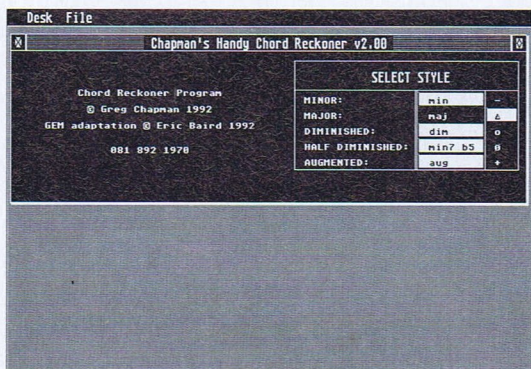 Desk File
Chapman's Handy Chord Reckoner v2.00
Chord Reckoner Program
© Greg Chapman 1992
GEM adaptation © Eric Baird 1992
081 892 1970
SELECT STYLE
MINOR: min -
MAJOR: maj Δ
DIMINISHED: dim o
HALF DIMINISHED: min7 b5 ø
AUGMENTED: aug +